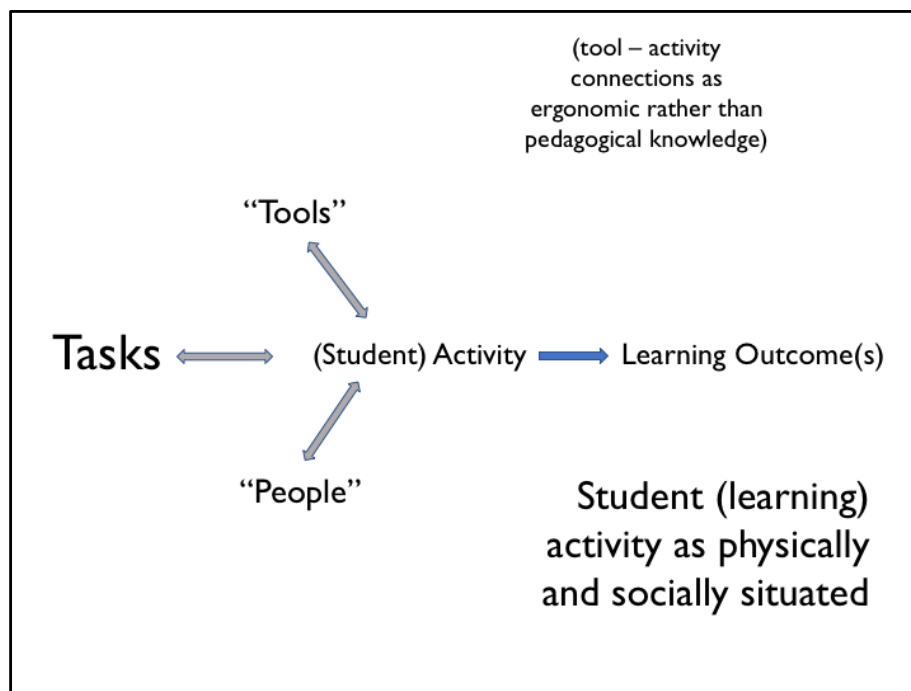 (tool – activity
connections as
ergonomic rather than
pedagogical knowledge)
“Tools”
Tasks
(Student) Activity
Learning Outcome(s)
“People”
Student (learning)
activity as physically
and socially situated